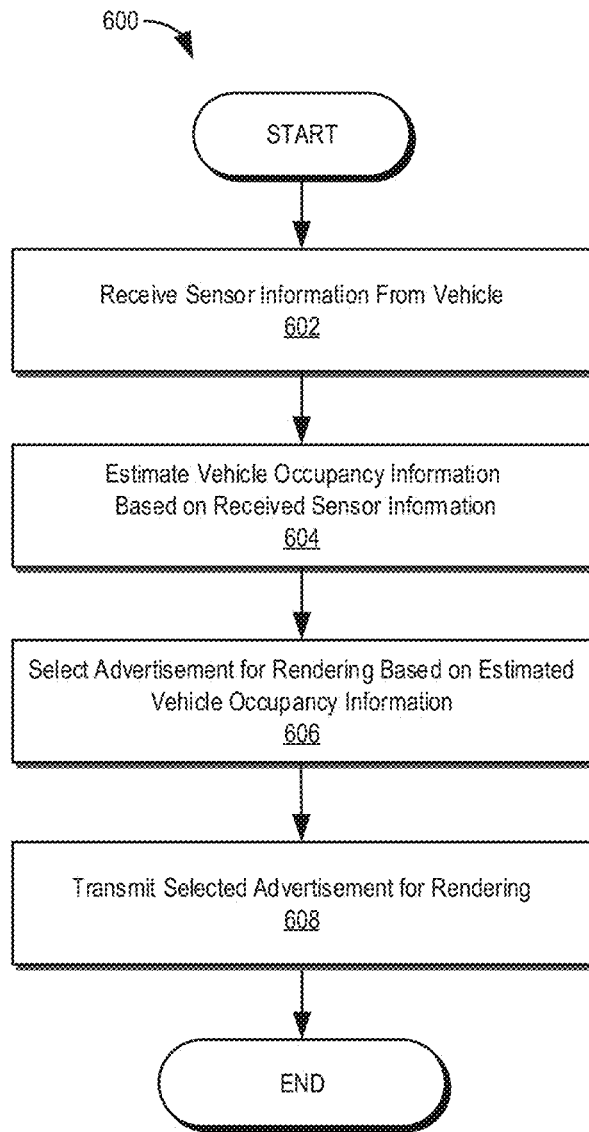 600
START
Receive Sensor Information From Vehicle
602
Estimate Vehicle Occupancy Information
Based on Received Sensor Information
604
Select Advertisement for Rendering Based on Estimated
Vehicle Occupancy Information
606
Transmit Selected Advertisement for Rendering
608
END